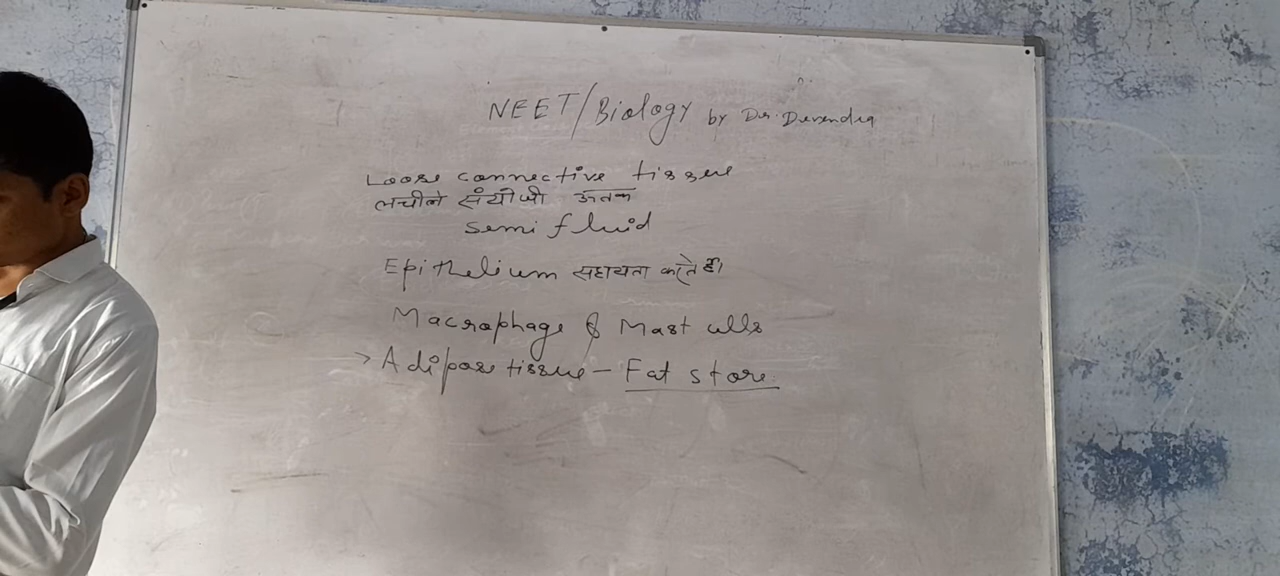 NEET/Biology by Dr. Devendra
Loose connective tissue
लचीले संयोजी ऊतक
semi fluid
Epithelium सहायता करते हैं।
Macrophage & Mast cells
> Adipose tissue - Fat store.